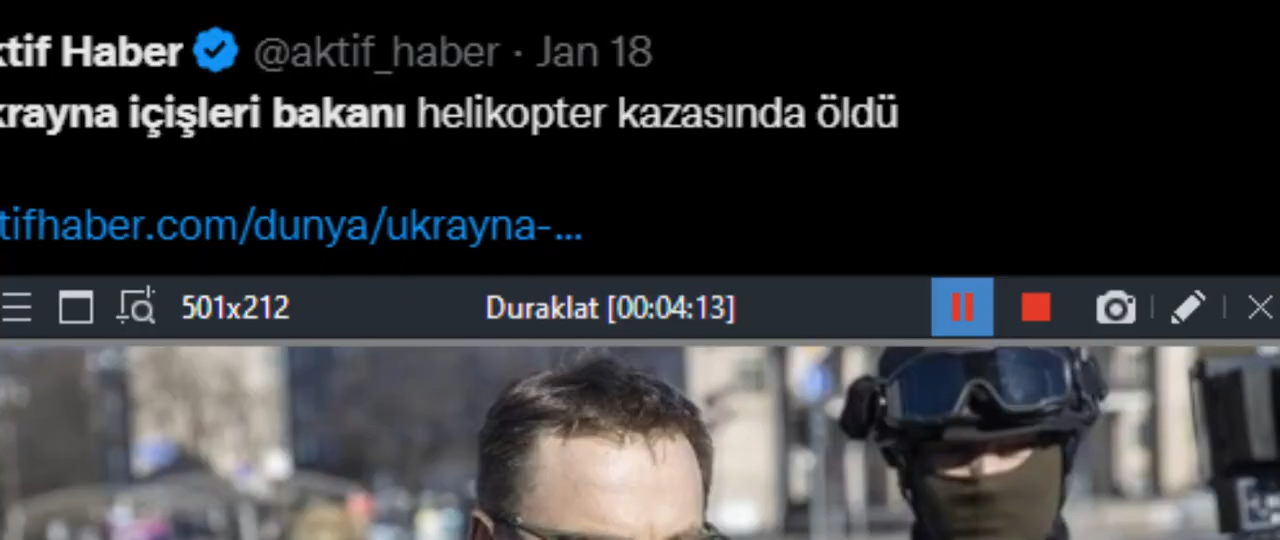 ktif Haber @aktif_haber · Jan 18
krayna içişleri bakanı helikopter kazasında öldü
tifhaber.com/dunya/ukrayna-...
501x212 Duraklat [00:04:13]